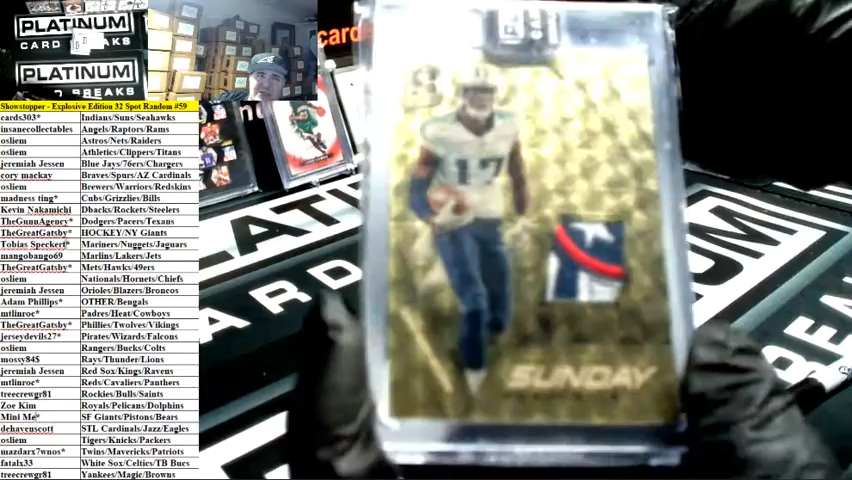 PLATINUM
CARD BREAKS
PLATINUM
BREAKS
card
Showstopper - Explosive Edition 32 Spot Random #59
cards303* Indians/Suns/Seahawks
insanecollectables Angels/Raptors/Rams
osliem Astros/Nets/Raiders
osliem Athletics/Clippers/Titans
jeremiah Jessen Blue Jays/76ers/Chargers
cory mackay Braves/Spurs/AZ Cardinals
osliem Brewers/Warriors/Redskins
madness ting* Cubs/Grizzlies/Bills
Kevin Nakamichi Dbacks/Rockets/Steelers
TheGunnAgency* Dodgers/Pacers/Texans
TheGreatGatsby* HOCKEY/NY Giants
Tobias Speckert* Mariners/Nuggets/Jaguars
mangobango69 Marlins/Lakers/Jets
TheGreatGatsby* Mets/Hawks/49ers
osliem Nationals/Hornets/Chiefs
jeremiah Jessen Orioles/Blazers/Broncos
Adam Phillips* OTHER/Bengals
mtlinroc* Padres/Heat/Cowboys
TheGreatGatsby* Phillies/Twolves/Vikings
jerseydevils27* Pirates/Wizards/Falcons
osliem Rangers/Bucks/Colts
mossy84$ Rays/Thunder/Lions
jeremiah Jessen Red Sox/Kings/Ravens
mtlinroc* Reds/Cavaliers/Panthers
treecrewgr81 Rockies/Bulls/Saints
Zoe Kim Royals/Pelicans/Dolphins
Mini Me* SF Giants/Pistons/Bears
dehavenscott STL Cardinals/Jazz/Eagles
osliem Tigers/Knicks/Packers
mazdarx7wnos* Twins/Mavericks/Patriots
fatalx33 White Sox/Celtics/TB Bucs
treecrewgr81 Yankees/Magic/Browns
17
SUNDAY